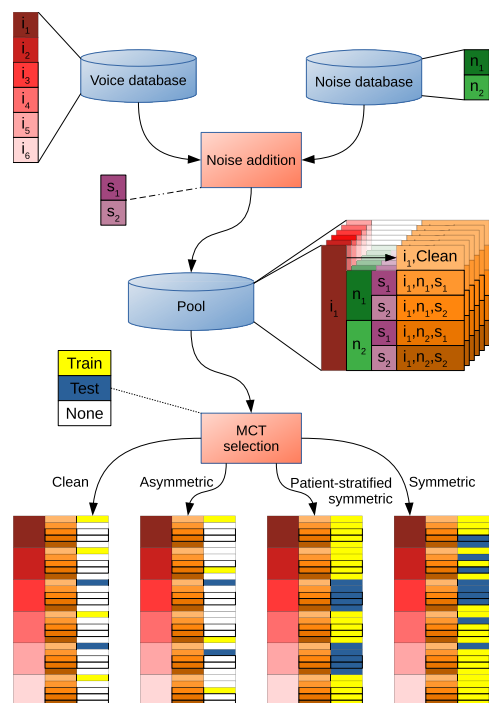 i1
i2
i3
i4
i5
i6
Voice database
Noise database
n1
n2
Noise addition
s1
s2
Pool
i1
n1
n2
s1
s2
s1
s2
i1,Clean
i1,n1,s1
i1,n1,s2
i1,n2,s1
i1,n2,s2
Train
Test
None
MCT
selection
Clean
Asymmetric
Patient-stratified
symmetric
Symmetric